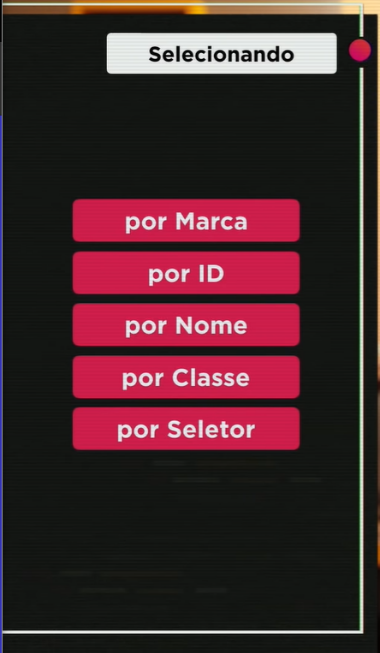 Selecionando
por Marca
por ID
por Nome
por Classe
por Seletor